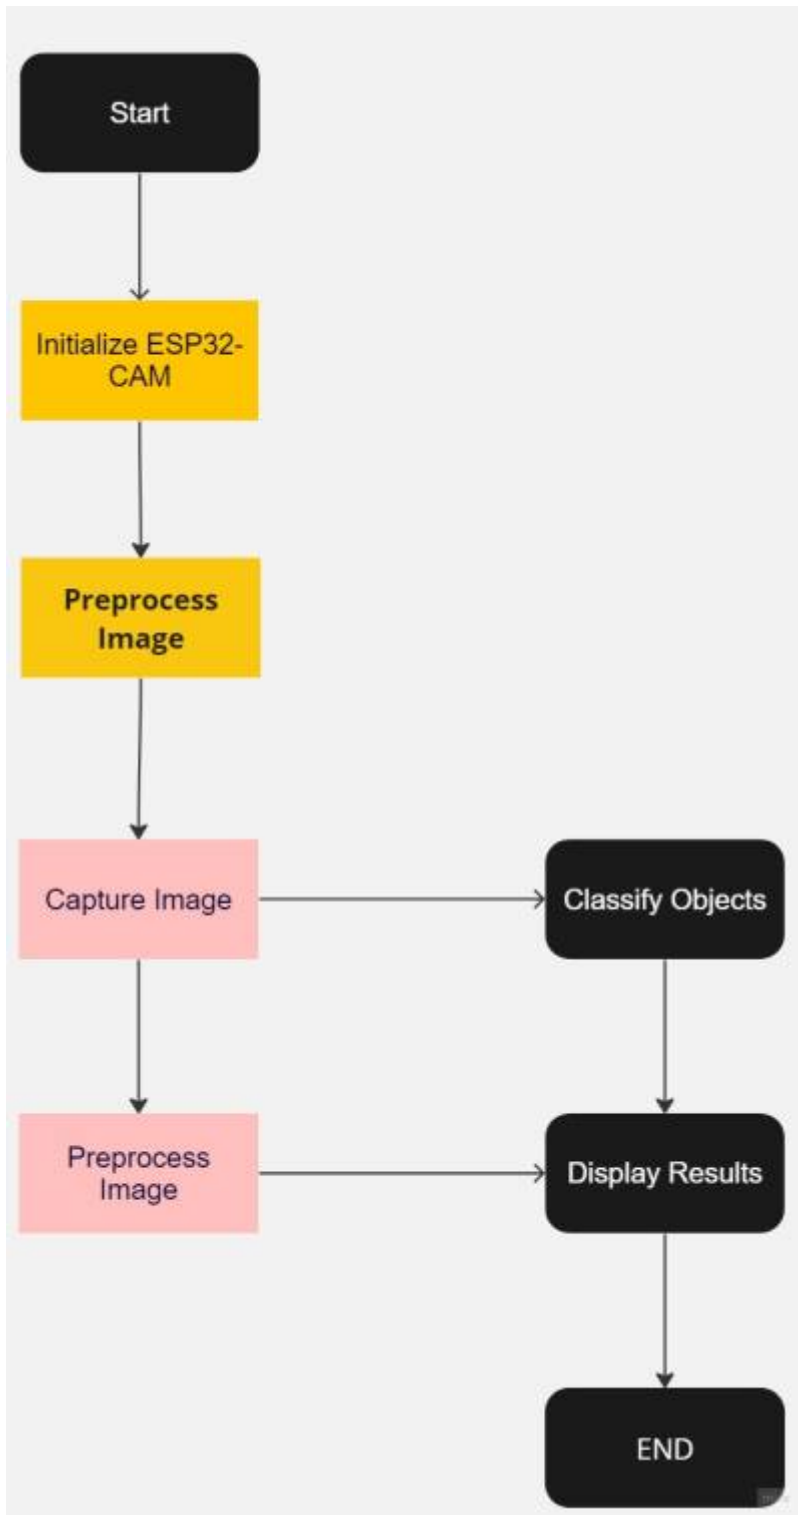 Start
Initialize ESP32-
CAM
Preprocess
Image
Capture Image
Classify Objects
Preprocess
Image
Display Results
END